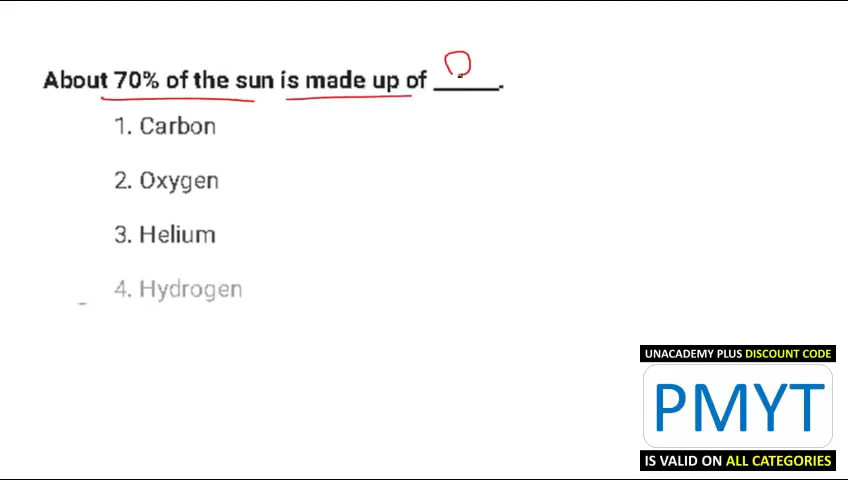 About 70% of the sun is made up of _____.
1. Carbon
2. Oxygen
3. Helium
4. Hydrogen
UNACADEMY PLUS DISCOUNT CODE
PMYT
IS VALID ON ALL CATEGORIES